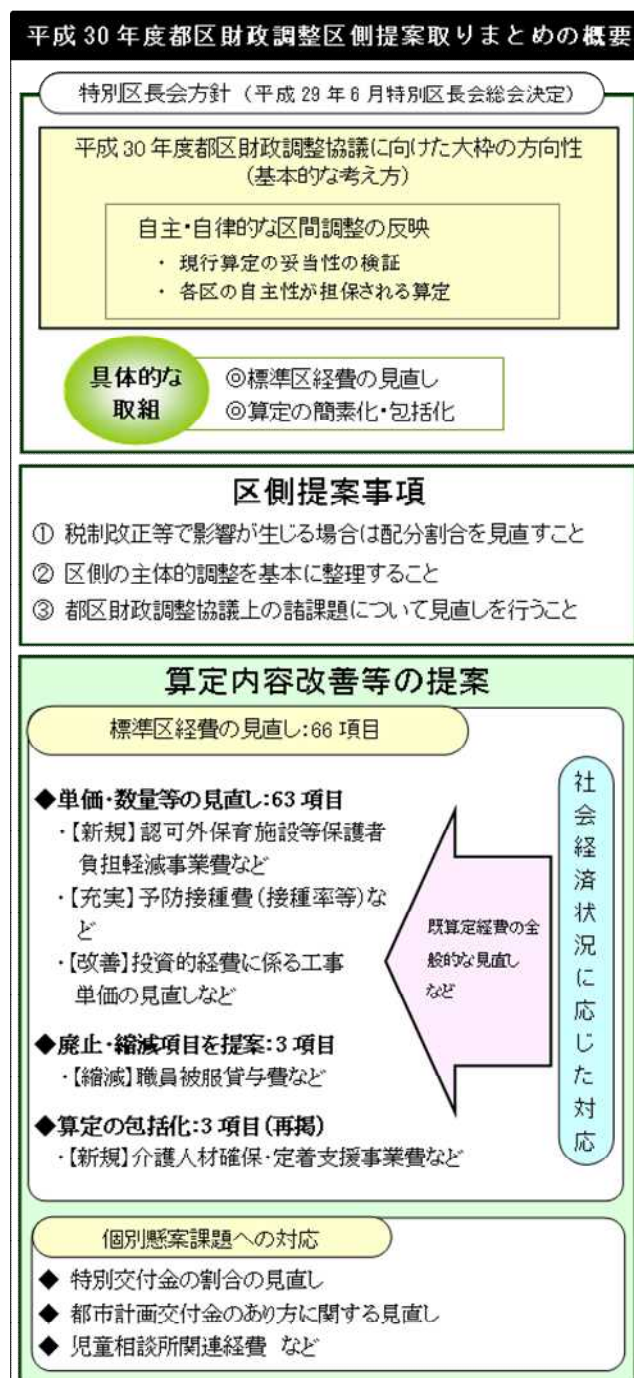 平成30年度都区財政調整区側提案取りまとめの概要
特別区長会方針（平成29年6月特別区長会総会決定）
平成30年度都区財政調整協議に向けた大枠の方向性
（基本的な考え方）
自主・自律的な区間調整の反映
・ 現行算定の妥当性の検証
・ 各区の自主性が担保される算定
具体的な
取組
◎標準区経費の見直し
◎算定の簡素化・包括化
区側提案事項
① 税制改正等で影響が生じる場合は配分割合を見直すこと
② 区側の主体的調整を基本に整理すること
③ 都区財政調整協議上の諸課題について見直しを行うこと
算定内容改善等の提案
標準区経費の見直し：66項目
◆単価・数量等の見直し：63項目
・【新規】認可外保育施設等保護者
負担軽減事業費など
・【充実】予防接種費（接種率等）な
ど
・【改善】投資的経費に係る工事
単価の見直しなど
◆廃止・縮減項目を提案：3項目
・【縮減】職員被服貸与費など
◆算定の包括化：3項目（再掲）
・【新規】介護人材確保・定着支援事業費など
既算定経費の全
般的な見直し
など
社会経済状況に応じた対応
個別懸案課題への対応
◆ 特別交付金の割合の見直し
◆ 都市計画交付金のあり方に関する見直し
◆ 児童相談所関連経費 など